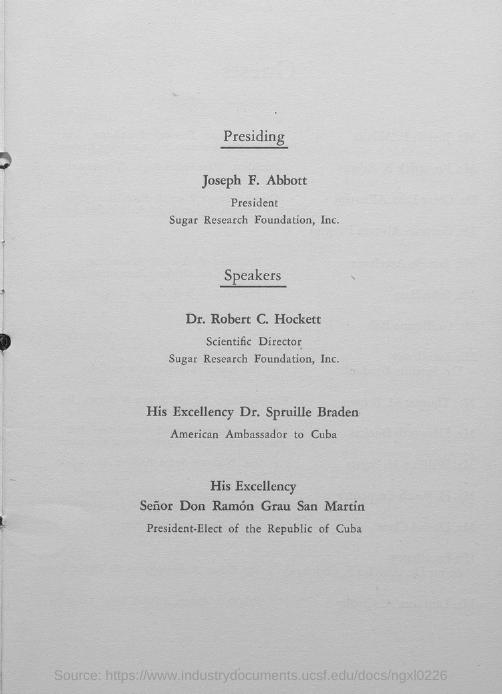 Presiding
Joseph F. Abbott
President
Sugar Research Foundation, Inc.
Speakers
Dr. Robert C. Hockett
Scientific Director
Sugar Research Foundation, Inc.
His Excellency Dr. Spruille Braden
American Ambassador to Cuba
His Excellency
Señor Don Ramón Grau San Martín
President-Elect of the Republic of Cuba
Source: https://www.industrydocuments.ucsf.edu/docs/ngxl0226